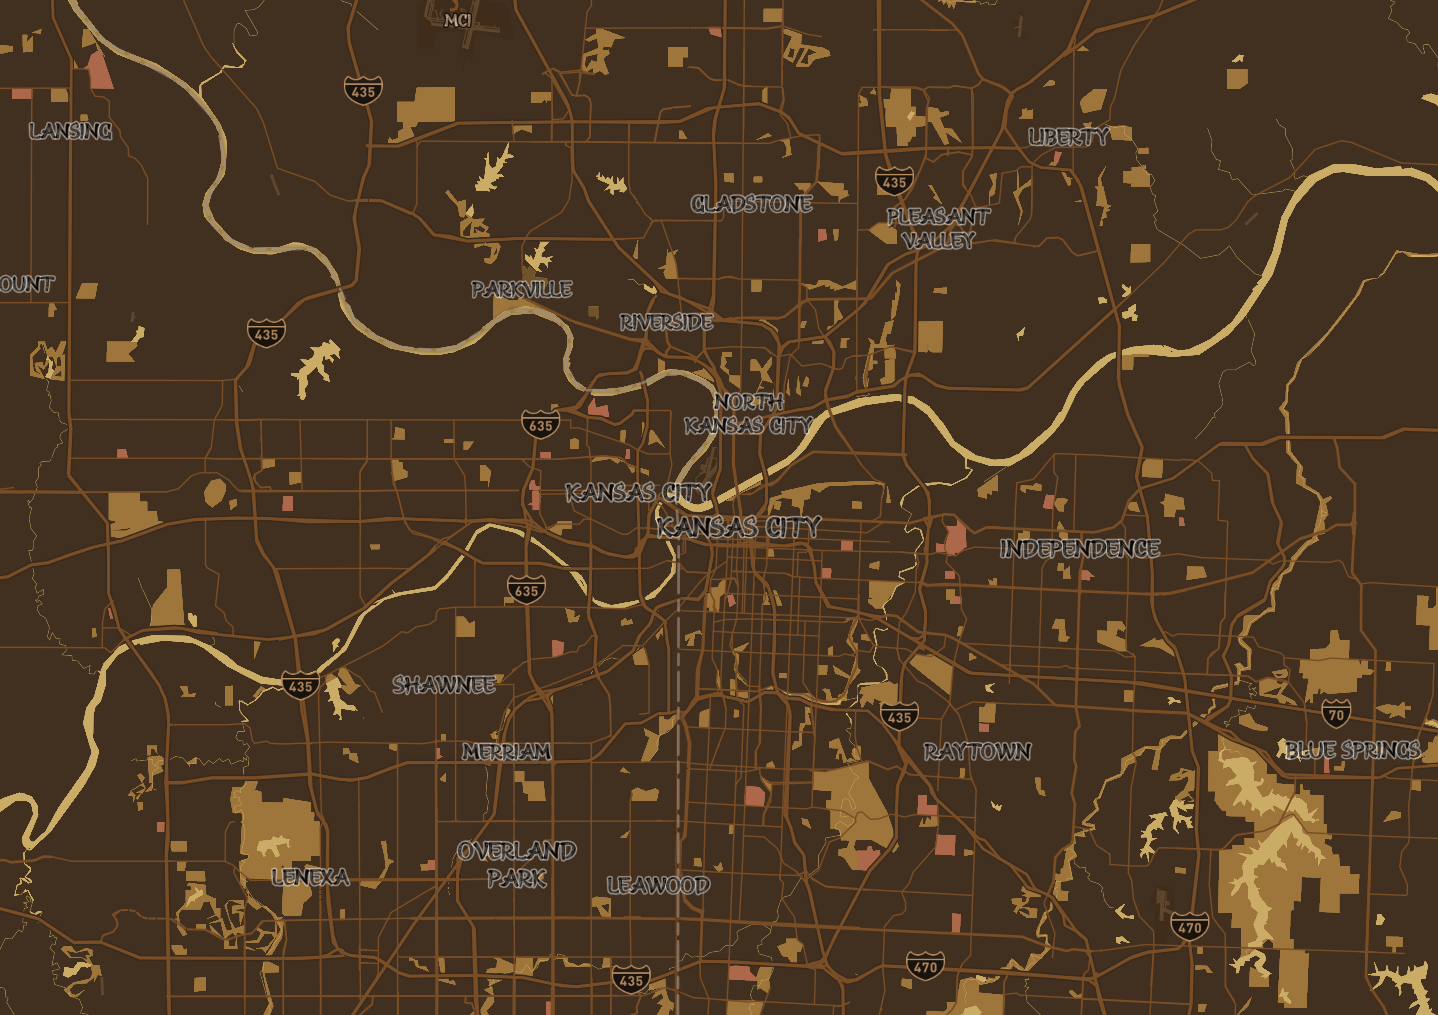 MCI
435
LANSING
LIBERTY
435
GLADSTONE
PLEASANT
VALLEY
OUNT
PARKVILLE
RIVERSIDE
435
NORTH
KANSAS CITY
635
KANSAS CITY
KANSAS CITY
INDEPENDENCE
635
435
SHAWNEE
435
70
MERRIAM
RAYTOWN
BLUE SPRINGS
OVERLAND
PARK
LENEXA
LEAWOOD
470
470
435